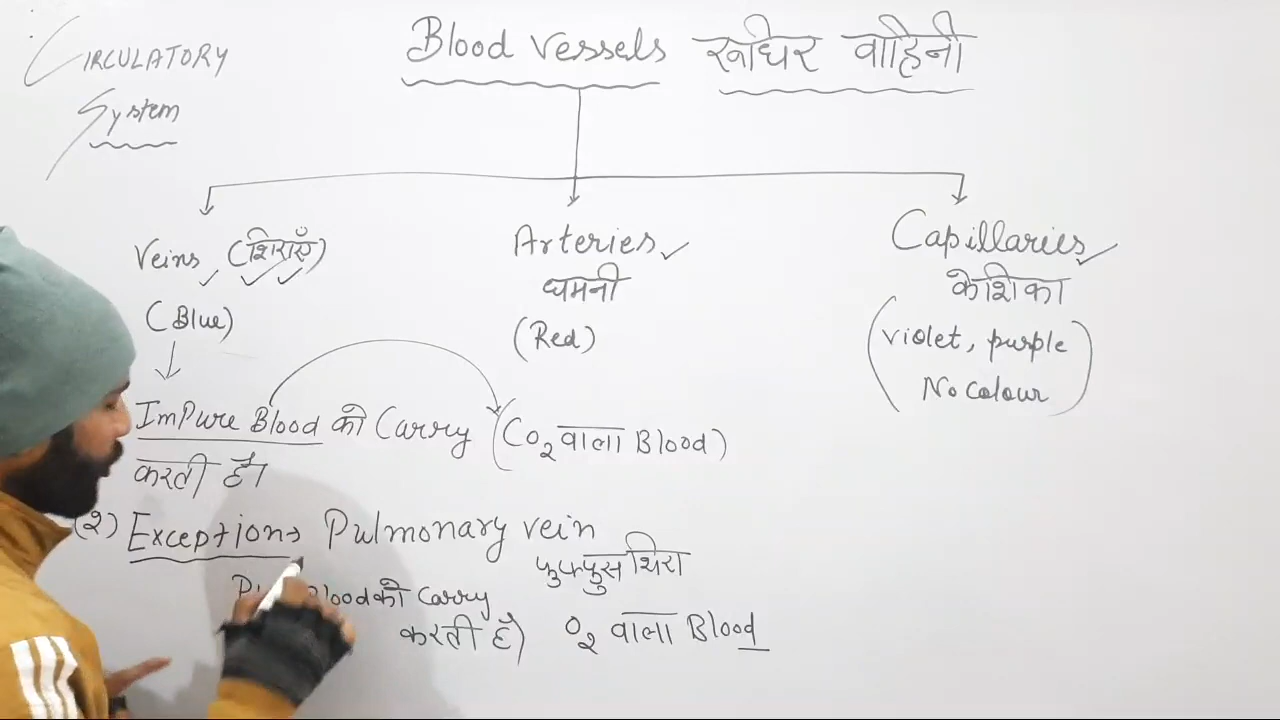 CIRCULATORY
System
Blood Vessels रूधिर वाहिनी
Veins (शिराएँ)
(Blue)
Arteries
धमनी
(Red)
Capillaries
केशिका
(violet, purple
No Colour)
ImPure Blood को Carry (CO2 वाला Blood)
करती है।
(2) Exception→ Pulmonary vein
फुफ्फुस शिरा
Blood को Carry
करती है) O2 वाला Blood